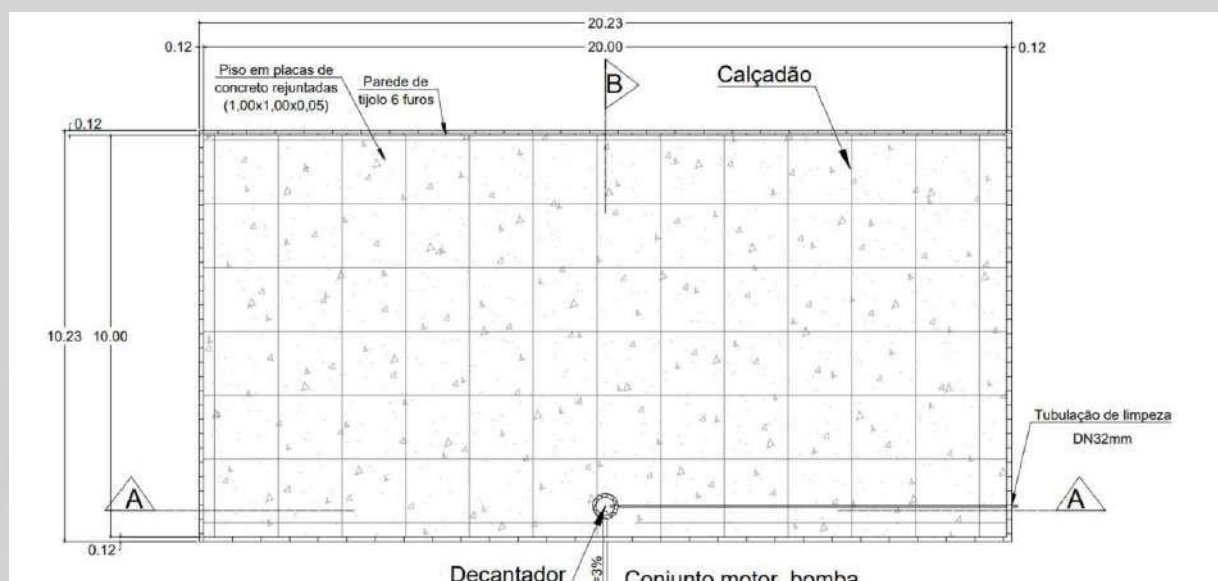 20.23
0.12
20.00
0.12
Piso em placas de
concreto rejuntadas
(1,00x1,00x0,05)
Parede de
tijolo 6 furos
B
Calçadão
0.12
10.23
10.00
Tubulação de limpeza
DN32mm
A
A
0.12
Decantador
=3%
Conjunto motor bomba